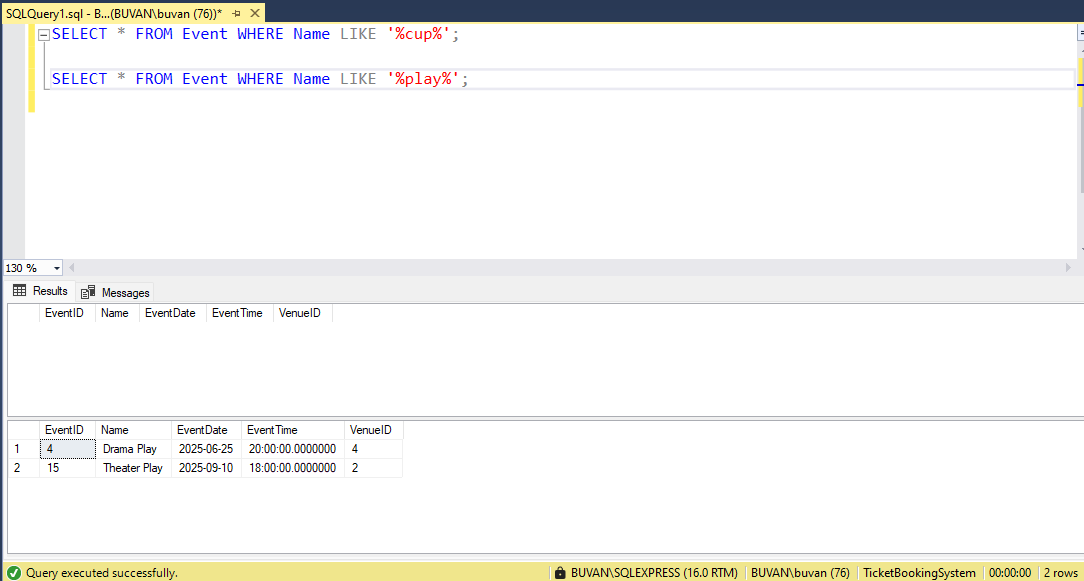 SQLQuery1.sql - B...(BUVAN\buvan (76))*
SELECT * FROM Event WHERE Name LIKE '%cup%';
SELECT * FROM Event WHERE Name LIKE '%play%';
130 %
Results Messages
EventID Name EventDate EventTime VenueID
EventID Name EventDate EventTime VenueID
1 4 Drama Play 2025-06-25 20:00:00.0000000 4
2 15 Theater Play 2025-09-10 18:00:00.0000000 2
Query executed successfully. BUVAN\SQLEXPRESS (16.0 RTM) BUVAN\buvan (76) TicketBookingSystem 00:00:00 2 rows